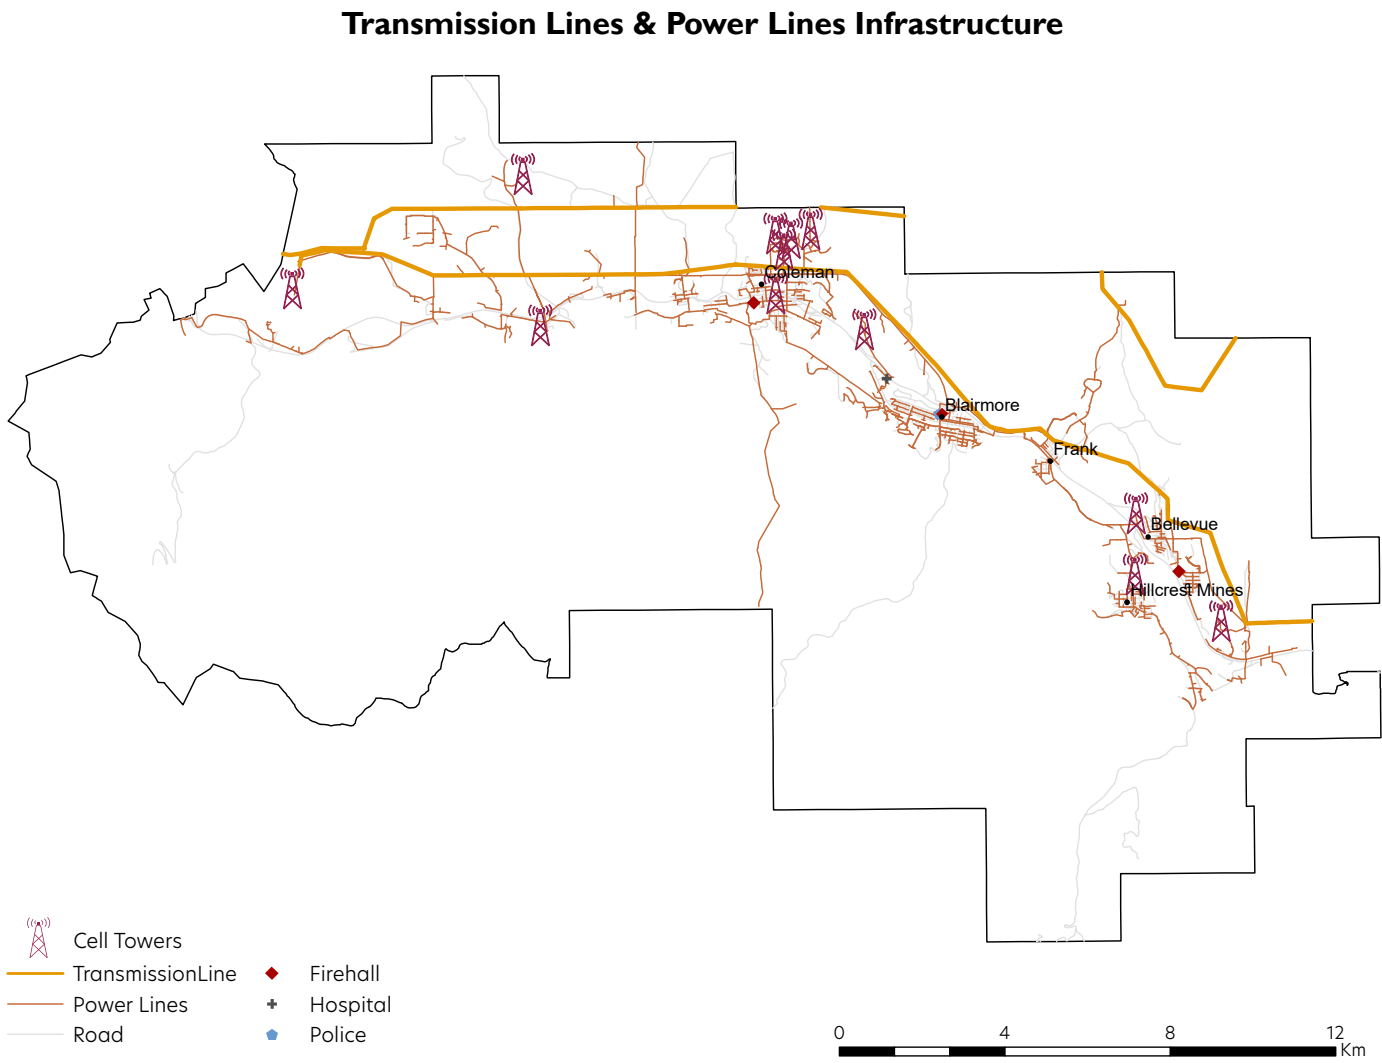 Transmission Lines & Power Lines Infrastructure
Coleman
Blairmore
Frank
Bellevue
Hillcrest Mines
Cell Towers
TransmissionLine
Firehall
Power Lines
Hospital
Road
Police
0 4 8 12
Km